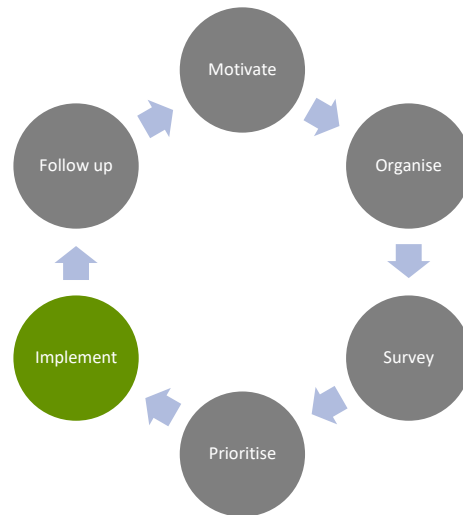 Motivate
Organise
Survey
Prioritise
Implement
Follow up